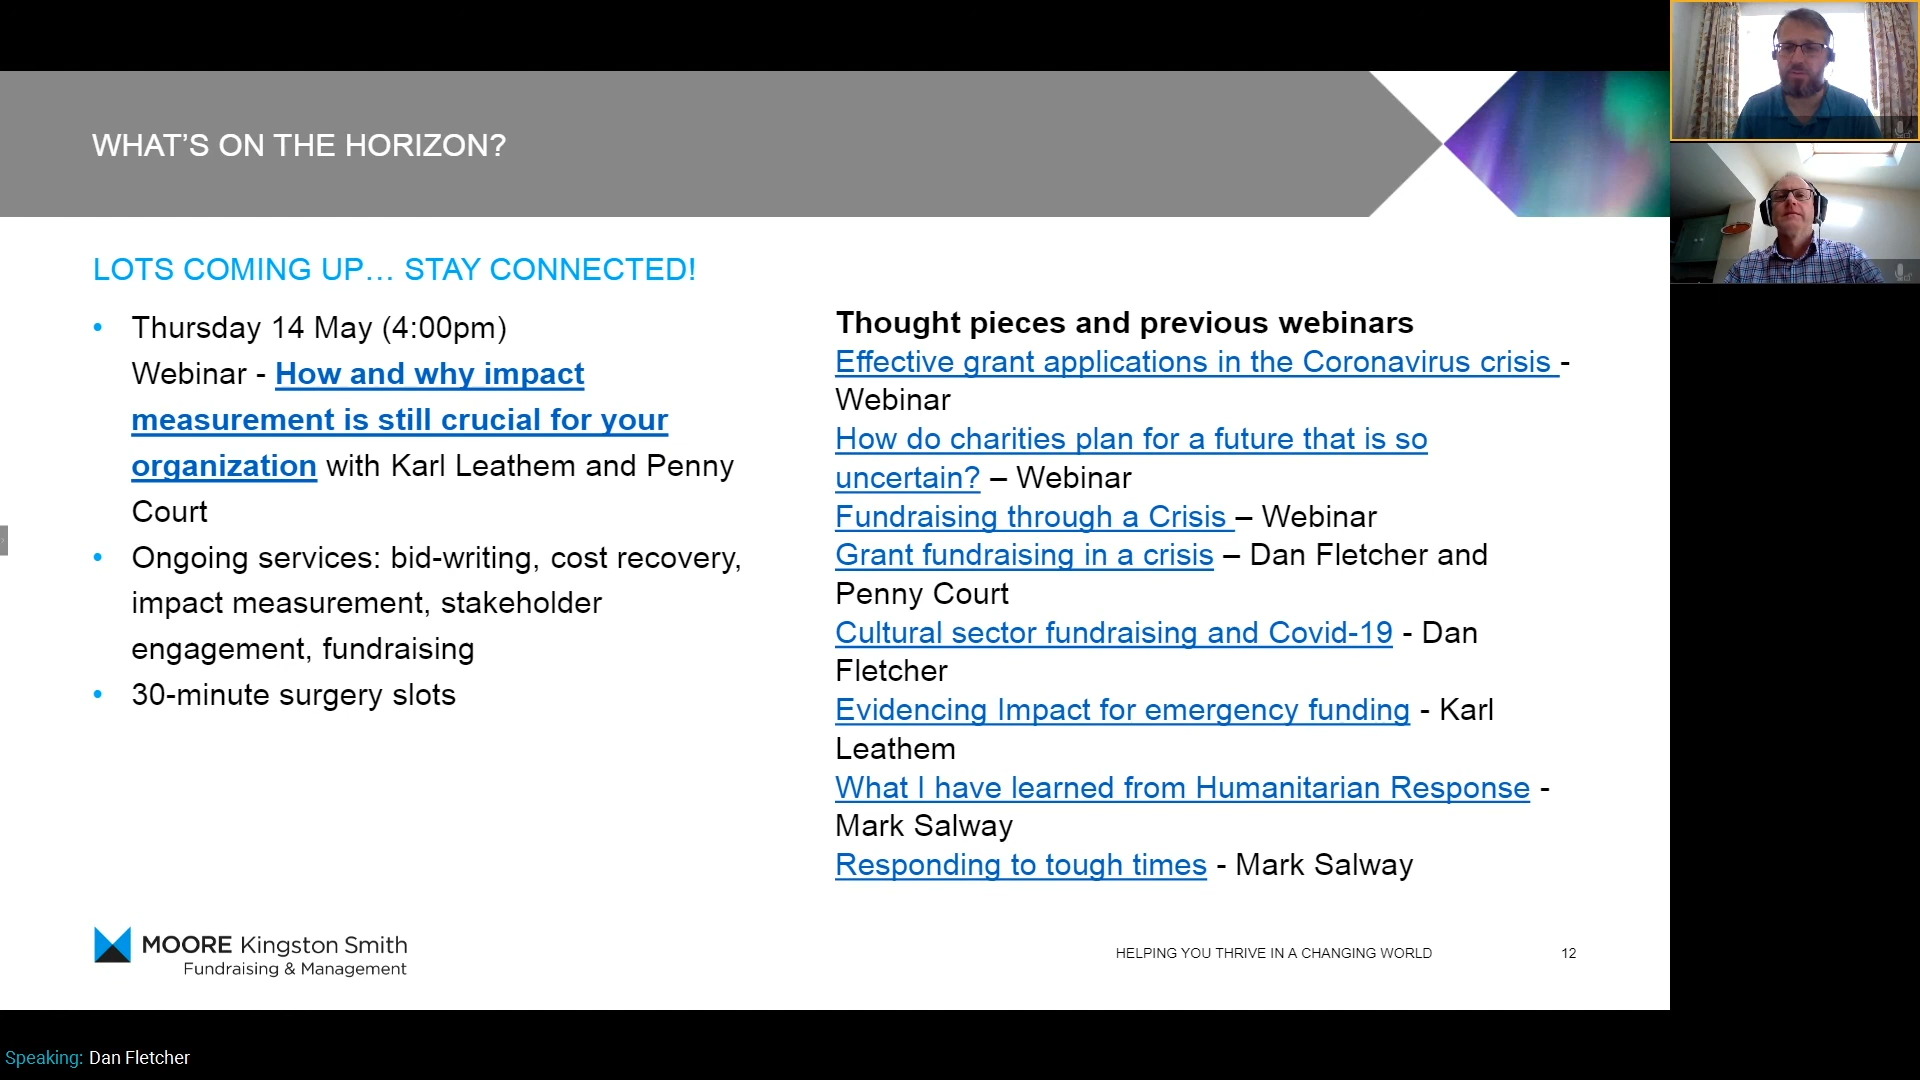 WHAT’S ON THE HORIZON?
LOTS COMING UP… STAY CONNECTED!
• Thursday 14 May (4:00pm)
Webinar - How and why impact
measurement is still crucial for your
organization with Karl Leathem and Penny
Court
• Ongoing services: bid-writing, cost recovery,
impact measurement, stakeholder
engagement, fundraising
• 30-minute surgery slots
Thought pieces and previous webinars
Effective grant applications in the Coronavirus crisis -
Webinar
How do charities plan for a future that is so
uncertain? – Webinar
Fundraising through a Crisis – Webinar
Grant fundraising in a crisis – Dan Fletcher and
Penny Court
Cultural sector fundraising and Covid-19 - Dan
Fletcher
Evidencing Impact for emergency funding - Karl
Leathem
What I have learned from Humanitarian Response -
Mark Salway
Responding to tough times - Mark Salway
MOORE Kingston Smith
Fundraising & Management
HELPING YOU THRIVE IN A CHANGING WORLD
12
Speaking: Dan Fletcher